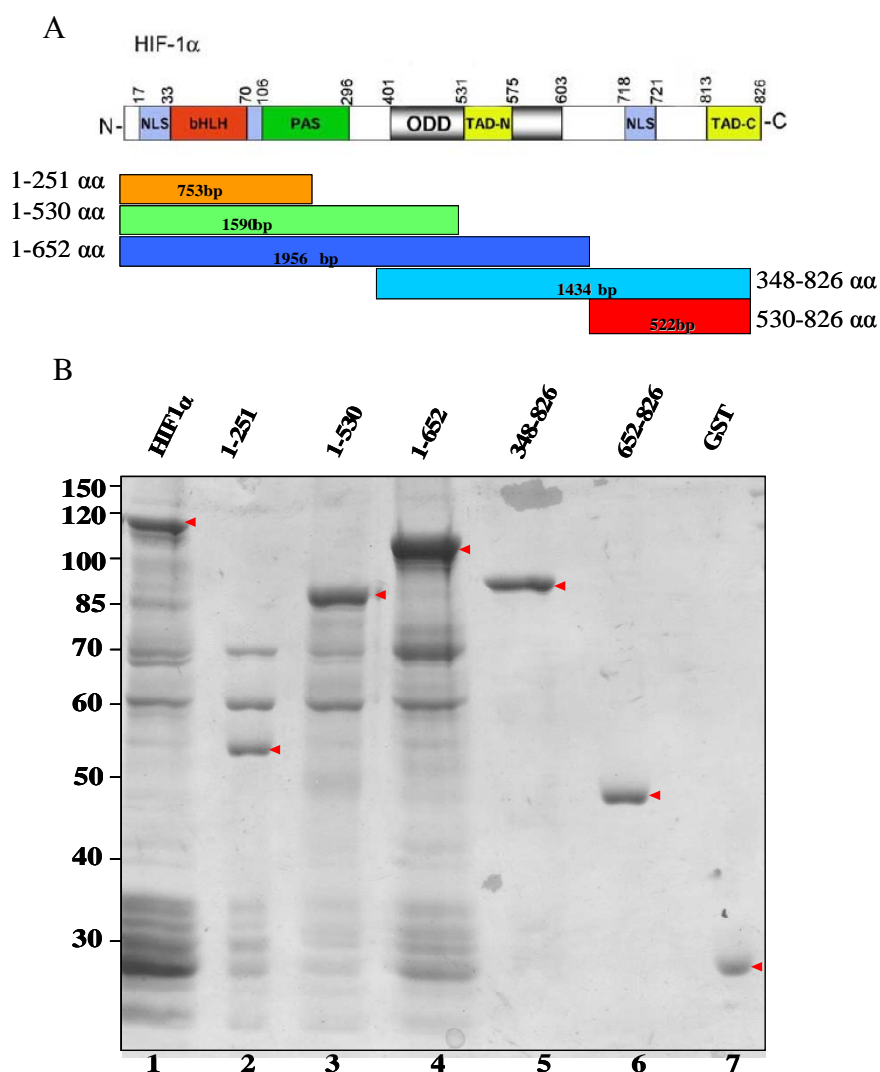 A
HIF-1α
17 33 70 106 296 401 531 575 603 718 721 813 826
N- NLS bHLH PAS ODD TAD-N NLS TAD-C -C
1-251 αα 753bp
1-530 αα 1590bp
1-652 αα 1956 bp
1434 bp 348-826 αα
522bp 530-826 αα
B
HIF1α 1-251 1-530 1-652 348-826 652-826 GST
150
120
100
85
70
60
50
40
30
1 2 3 4 5 6 7